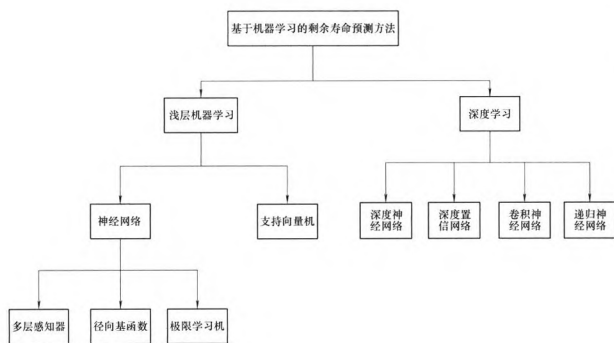 基于机器学习的剩余寿命预测方法
浅层机器学习
深度学习
神经网络
支持向量机
深度神
经网络
深度置
信网络
卷积神
经网络
递归神
经网络
多层感知器
径向基函数
极限学习机